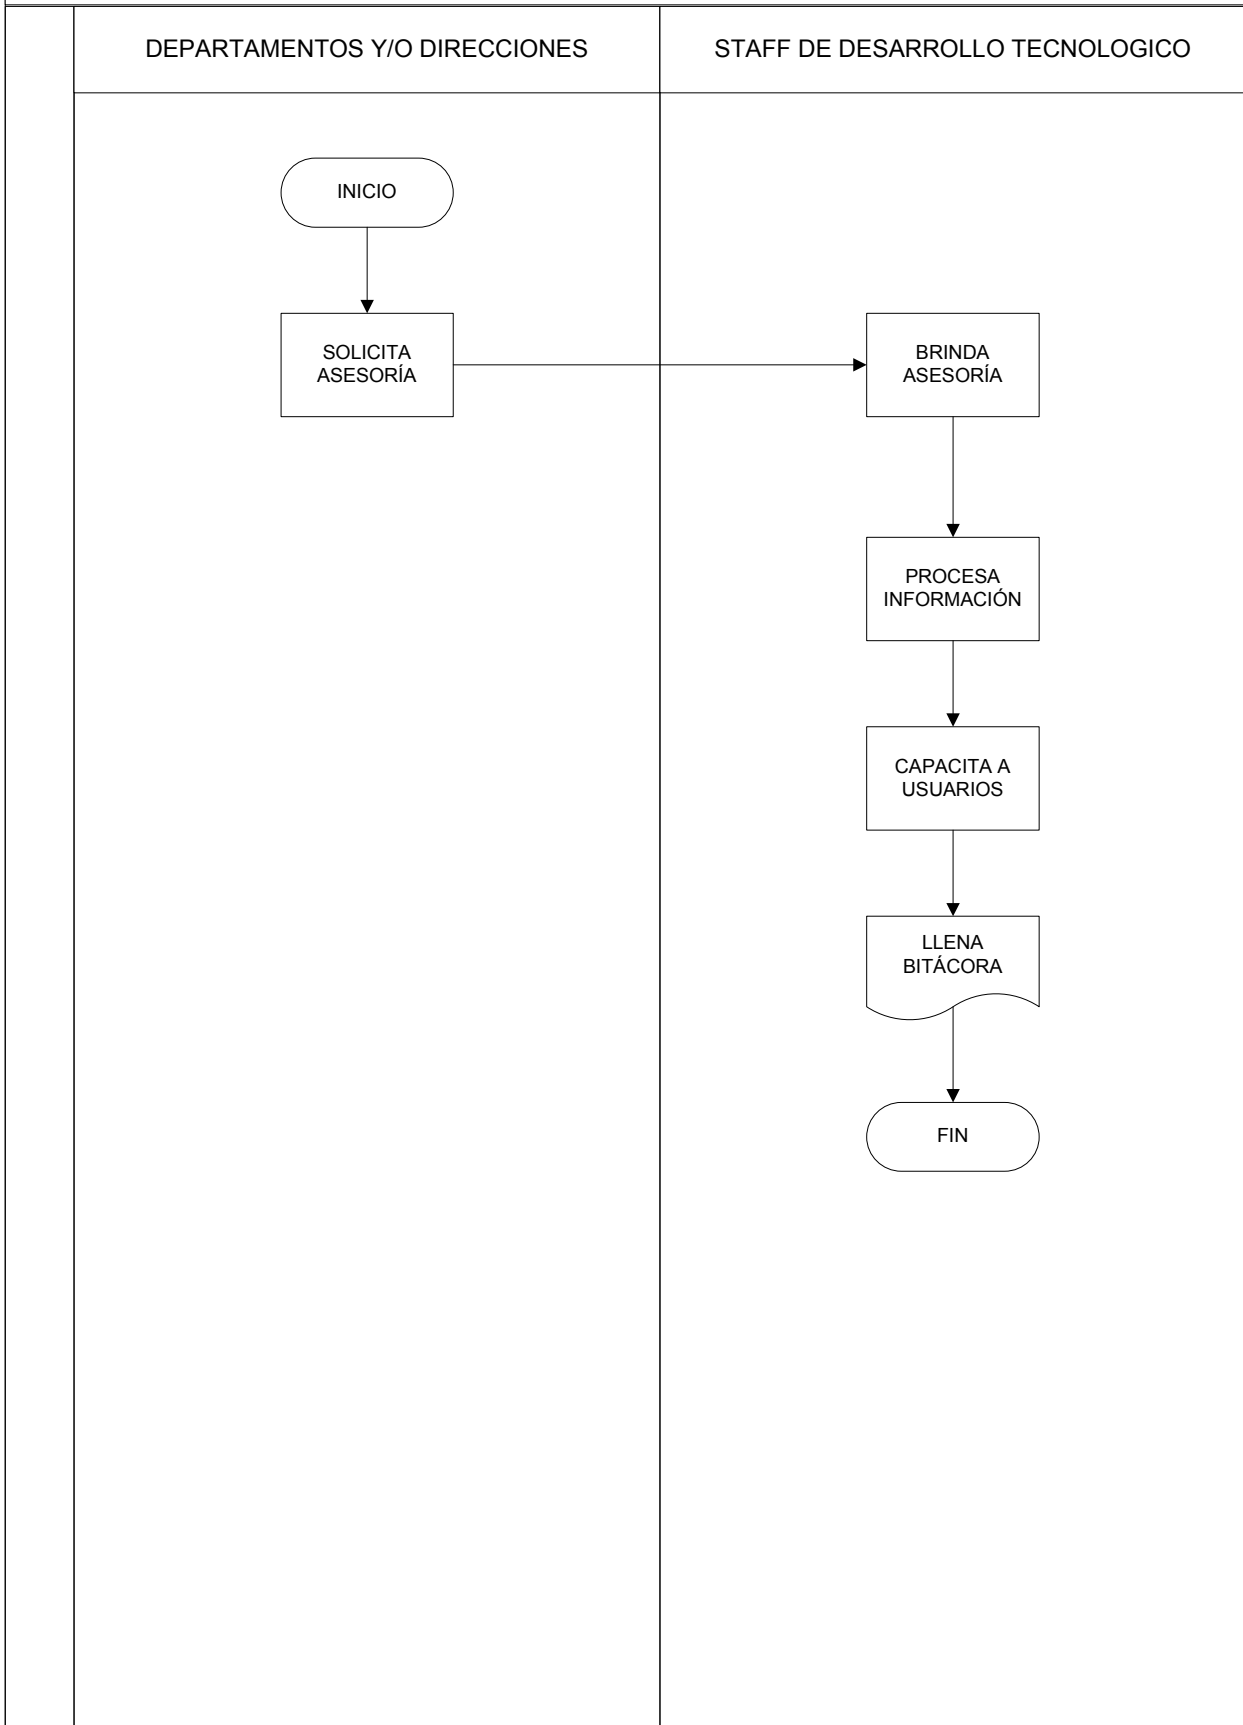 DEPARTAMENTOS Y/O DIRECCIONES
STAFF DE DESARROLLO TECNOLOGICO
INICIO
SOLICITA
ASESORÍA
BRINDA
ASESORÍA
PROCESA
INFORMACIÓN
CAPACITA A
USUARIOS
LLENA
BITÁCORA
FIN